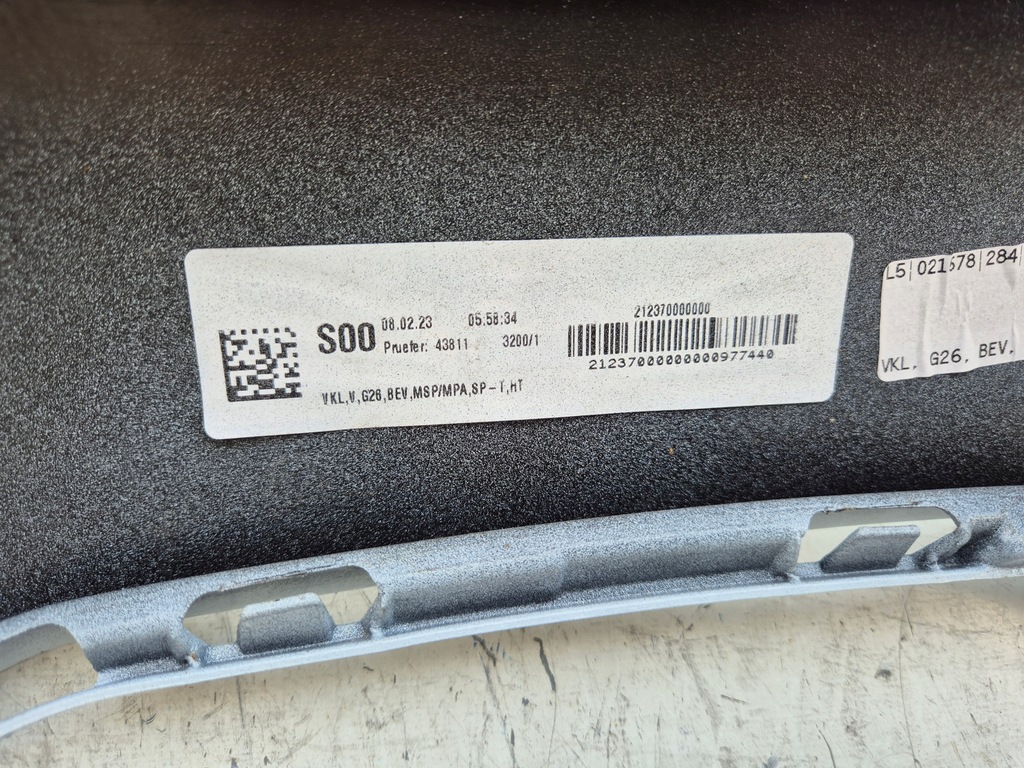 S00 08.02.23 05.58:34
Pruefer: 43811 3200/1
VKL,V,G26,BEV,MSP/MPA,SP-T,HT
212370000000
21237000000000977440
L5|021678|284|
VKL, G26, BEV.